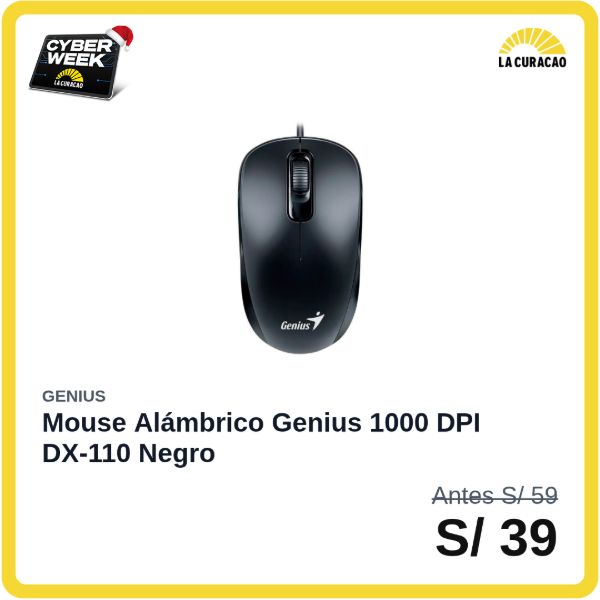 CYBER
WEEK
LA CURACAO
LA CURACAO
Genius
GENIUS
Mouse Alámbrico Genius 1000 DPI
DX-110 Negro
Antes S/ 59
S/ 39